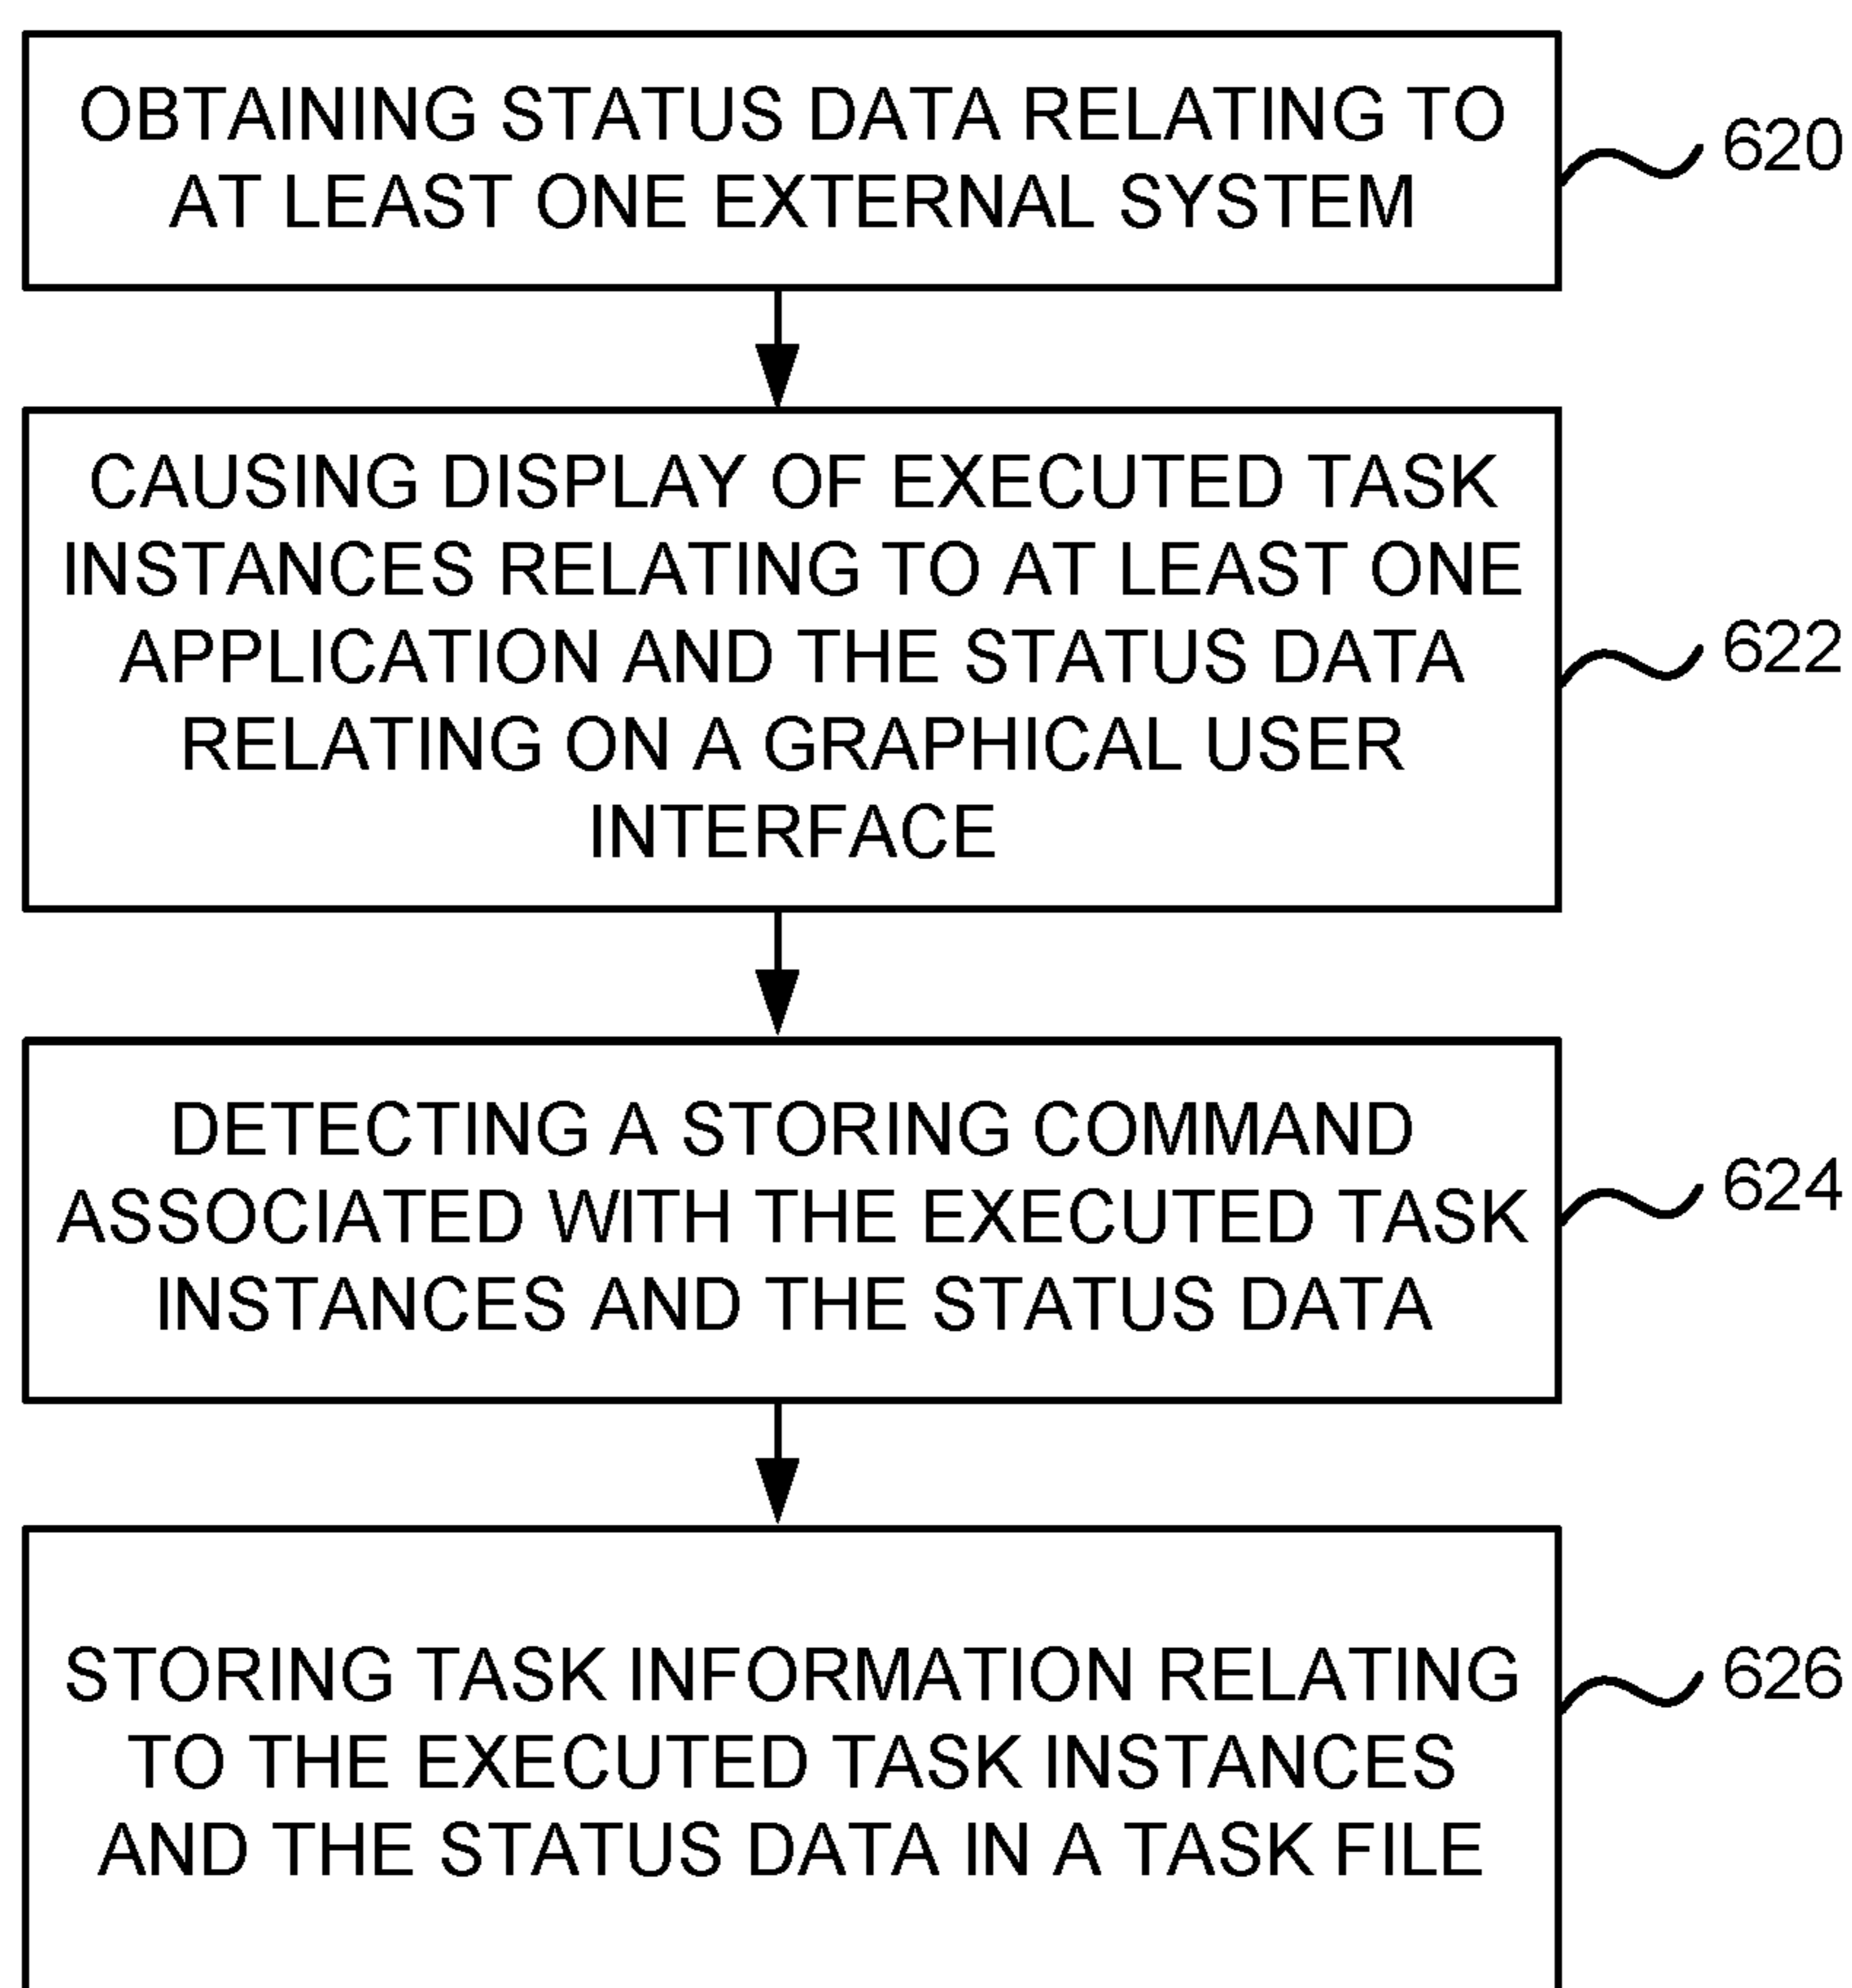 OBTAINING STATUS DATA RELATING TO
AT LEAST ONE EXTERNAL SYSTEM
620
CAUSING DISPLAY OF EXECUTED TASK
INSTANCES RELATING TO AT LEAST ONE
APPLICATION AND THE STATUS DATA
RELATING ON A GRAPHICAL USER
INTERFACE
622
DETECTING A STORING COMMAND
ASSOCIATED WITH THE EXECUTED TASK
INSTANCES AND THE STATUS DATA
624
STORING TASK INFORMATION RELATING
TO THE EXECUTED TASK INSTANCES
AND THE STATUS DATA IN A TASK FILE
626